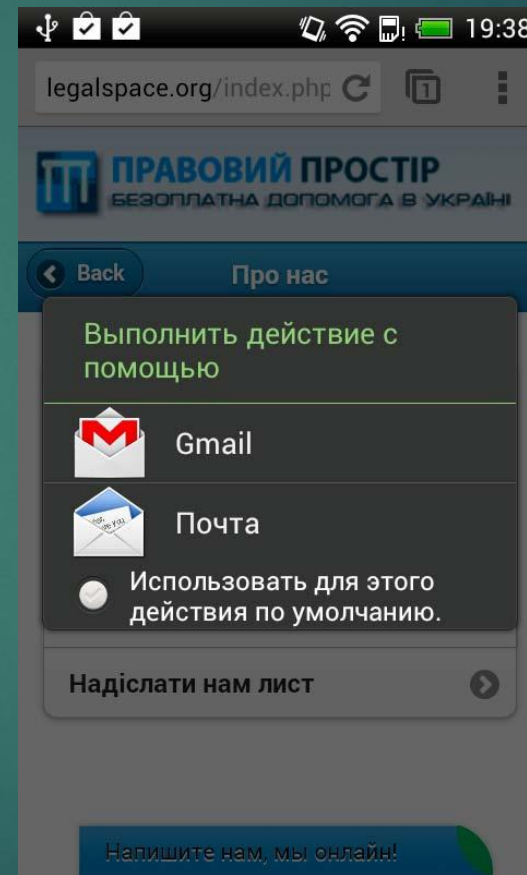 19:38
legalspace.org/index.php
1
ПРАВОВИЙ ПРОСТІР
БЕЗОПЛАТНА ДОПОМОГА В УКРАЇНІ
Back
Про нас
Выполнить действие с
помощью
Gmail
Почта
Использовать для этого
действия по умолчанию.
Надіслати нам лист
Напишите нам, мы онлайн!